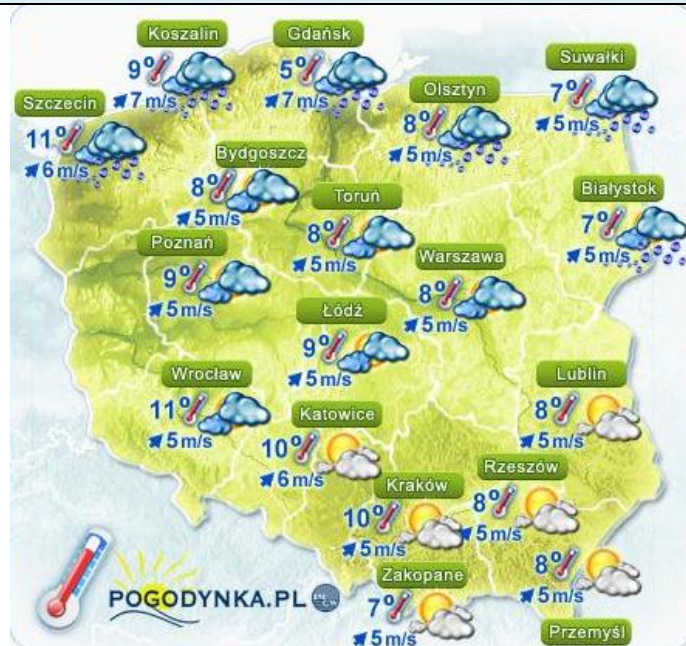 Koszalin
9°
7 m/s
Gdańsk
5°
7 m/s
Suwałki
7°
5 m/s
Szczecin
11°
6 m/s
Olsztyn
8°
5 m/s
Bydgoszcz
8°
5 m/s
Toruń
8°
5 m/s
Białystok
7°
5 m/s
Poznań
9°
5 m/s
Warszawa
8°
5 m/s
Łódź
9°
5 m/s
Wrocław
11°
5 m/s
Katowice
10°
6 m/s
Lublin
8°
5 m/s
Kraków
10°
5 m/s
Rzeszów
8°
5 m/s
Zakopane
7°
5 m/s
8°
5 m/s
Przemyśl
POGODYNKA.PL